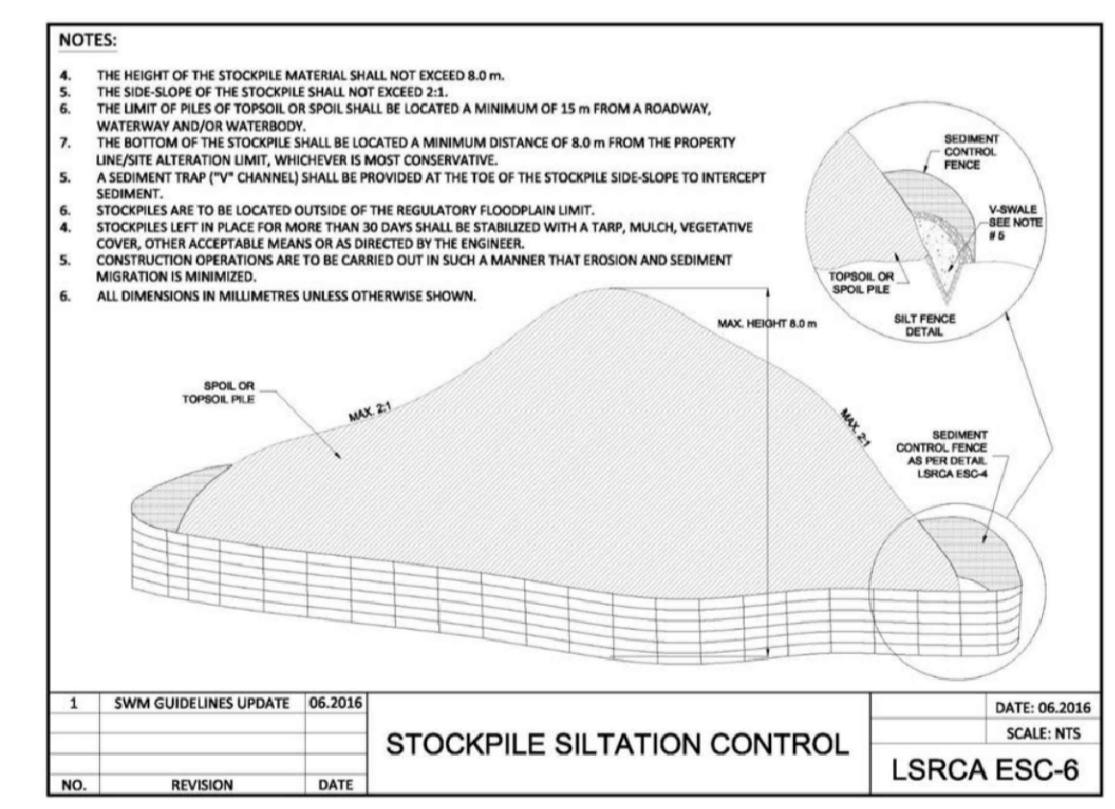 NOTES:
4. THE HEIGHT OF THE STOCKPILE MATERIAL SHALL NOT EXCEED 8.0 m.
5. THE SIDE-SLOPE OF THE STOCKPILE SHALL NOT EXCEED 2:1.
6. THE LIMIT OF PILES OF TOPSOIL OR SPOIL SHALL BE LOCATED A MINIMUM OF 15 m FROM A ROADWAY,
WATERWAY AND/OR WATERBODY.
7. THE BOTTOM OF THE STOCKPILE SHALL BE LOCATED A MINIMUM DISTANCE OF 8.0 m FROM THE PROPERTY
LINE/SITE ALTERATION LIMIT, WHICHEVER IS MOST CONSERVATIVE.
5. A SEDIMENT TRAP ("V" CHANNEL) SHALL BE PROVIDED AT THE TOE OF THE STOCKPILE SIDE-SLOPE TO INTERCEPT
SEDIMENT.
6. STOCKPILES ARE TO BE LOCATED OUTSIDE OF THE REGULATORY FLOODPLAIN LIMIT.
4. STOCKPILES LEFT IN PLACE FOR MORE THAN 30 DAYS SHALL BE STABILIZED WITH A TARP, MULCH, VEGETATIVE
COVER, OTHER ACCEPTABLE MEANS OR AS DIRECTED BY THE ENGINEER.
5. CONSTRUCTION OPERATIONS ARE TO BE CARRIED OUT IN SUCH A MANNER THAT EROSION AND SEDIMENT
MIGRATION IS MINIMIZED.
6. ALL DIMENSIONS IN MILLIMETRES UNLESS OTHERWISE SHOWN.
SEDIMENT
CONTROL
FENCE
V-SWALE
SEE NOTE
#5
TOPSOIL OR
SPOIL PILE
SILT FENCE
DETAIL
MAX. HEIGHT 8.0 m
SPOIL OR
TOPSOIL PILE
MAX. 2:1
MAX. 2:1
SEDIMENT
CONTROL FENCE
AS PER DETAIL
LSRCA ESC-4
1 SWM GUIDELINES UPDATE 06.2016
NO. REVISION DATE
STOCKPILE SILTATION CONTROL
DATE: 06.2016
SCALE: NTS
LSRCA ESC-6